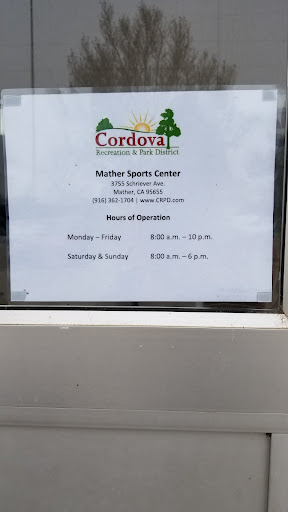 Cordova
Recreation & Park District
Mather Sports Center
3755 Schriever Ave.
Mather, CA 95655
(916) 362-1704 | www.CRPD.com
Hours of Operation
Monday – Friday 8:00 a.m. – 10 p.m.
Saturday & Sunday 8:00 a.m. – 6 p.m.